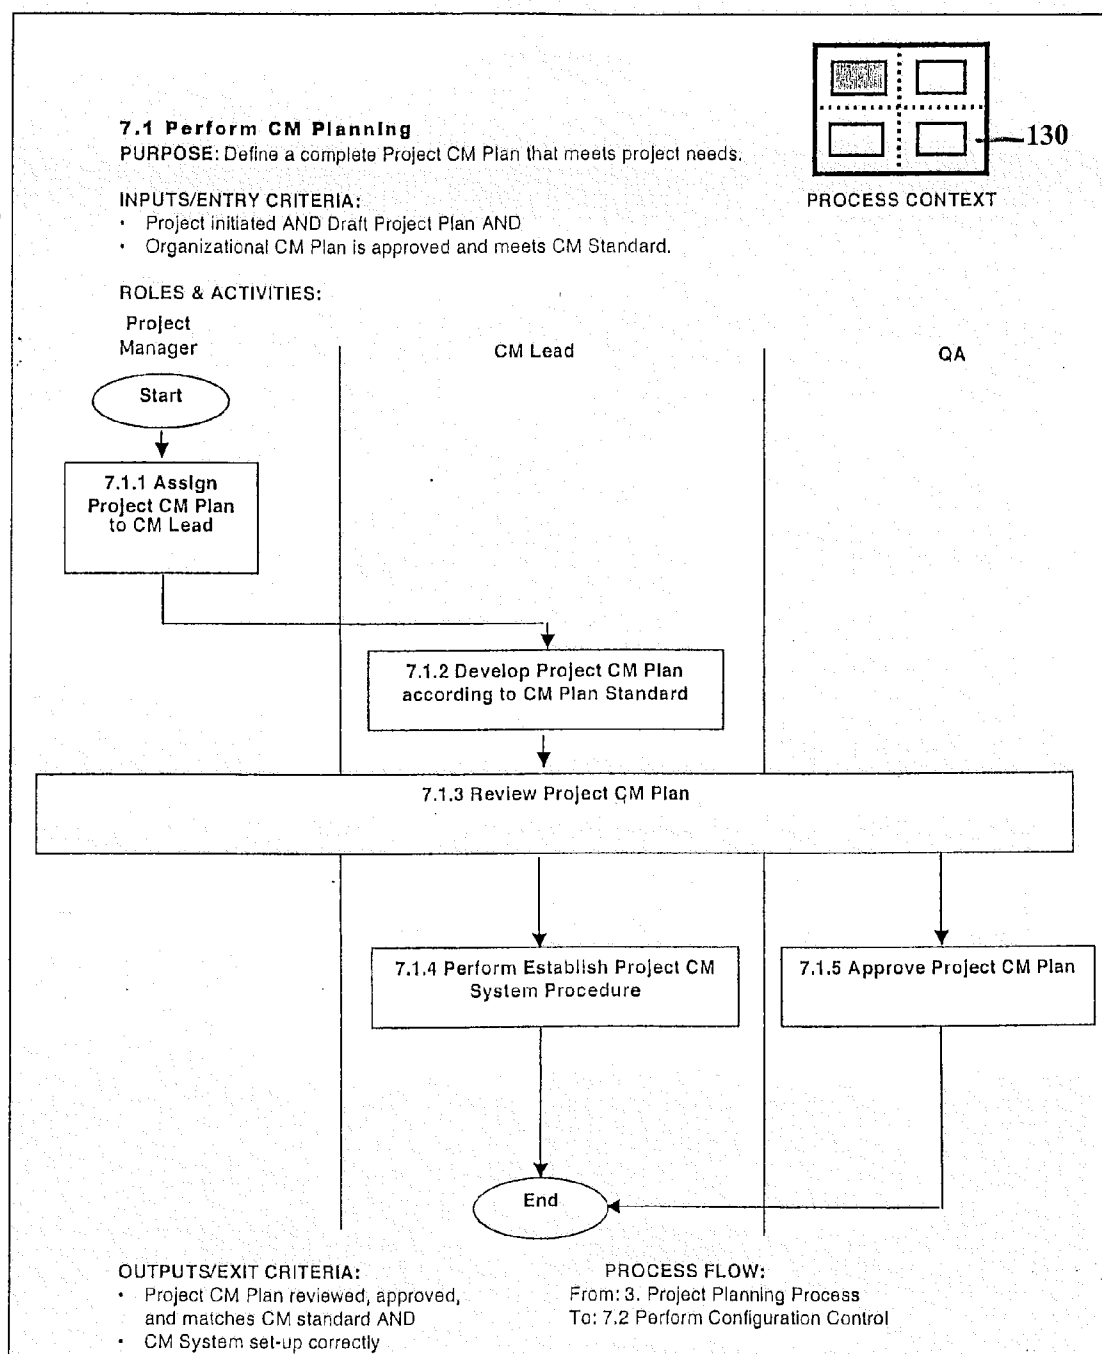 7.1 Perform CM Planning
PURPOSE: Define a complete Project CM Plan that meets project needs.
130
PROCESS CONTEXT
INPUTS/ENTRY CRITERIA:
• Project initiated AND Draft Project Plan AND
• Organizational CM Plan is approved and meets CM Standard.
ROLES & ACTIVITIES:
Project
Manager
CM Lead
QA
Start
7.1.1 Assign
Project CM Plan
to CM Lead
7.1.2 Develop Project CM Plan
according to CM Plan Standard
7.1.3 Review Project CM Plan
7.1.4 Perform Establish Project CM
System Procedure
7.1.5 Approve Project CM Plan
End
OUTPUTS/EXIT CRITERIA:
• Project CM Plan reviewed, approved,
and matches CM standard AND
• CM System set-up correctly
PROCESS FLOW:
From: 3. Project Planning Process
To: 7.2 Perform Configuration Control